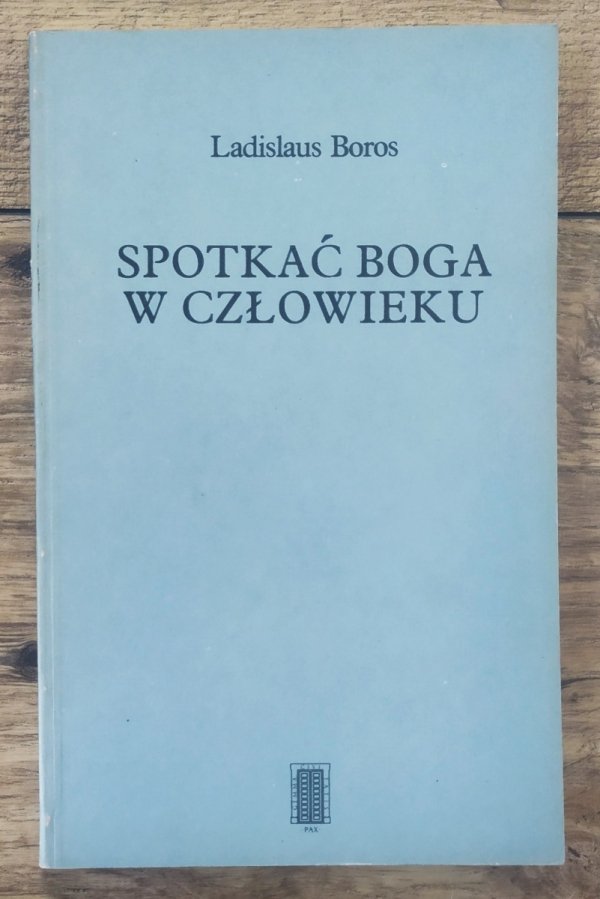 Ladislaus Boros
SPOTKAĆ BOGA
W CZŁOWIEKU
PAX